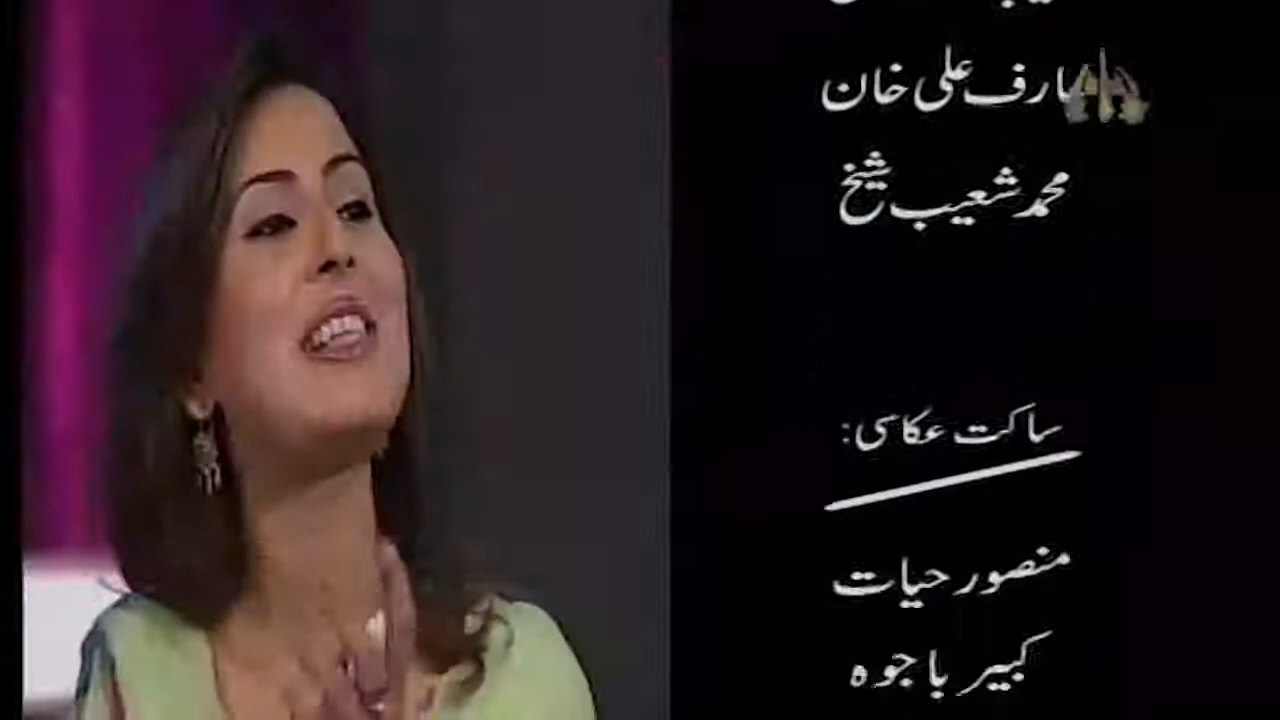 عارف علی خان
محمد شعیب شیخ
ساکت عکاسی:
منصور حیات
کبیر باجوہ